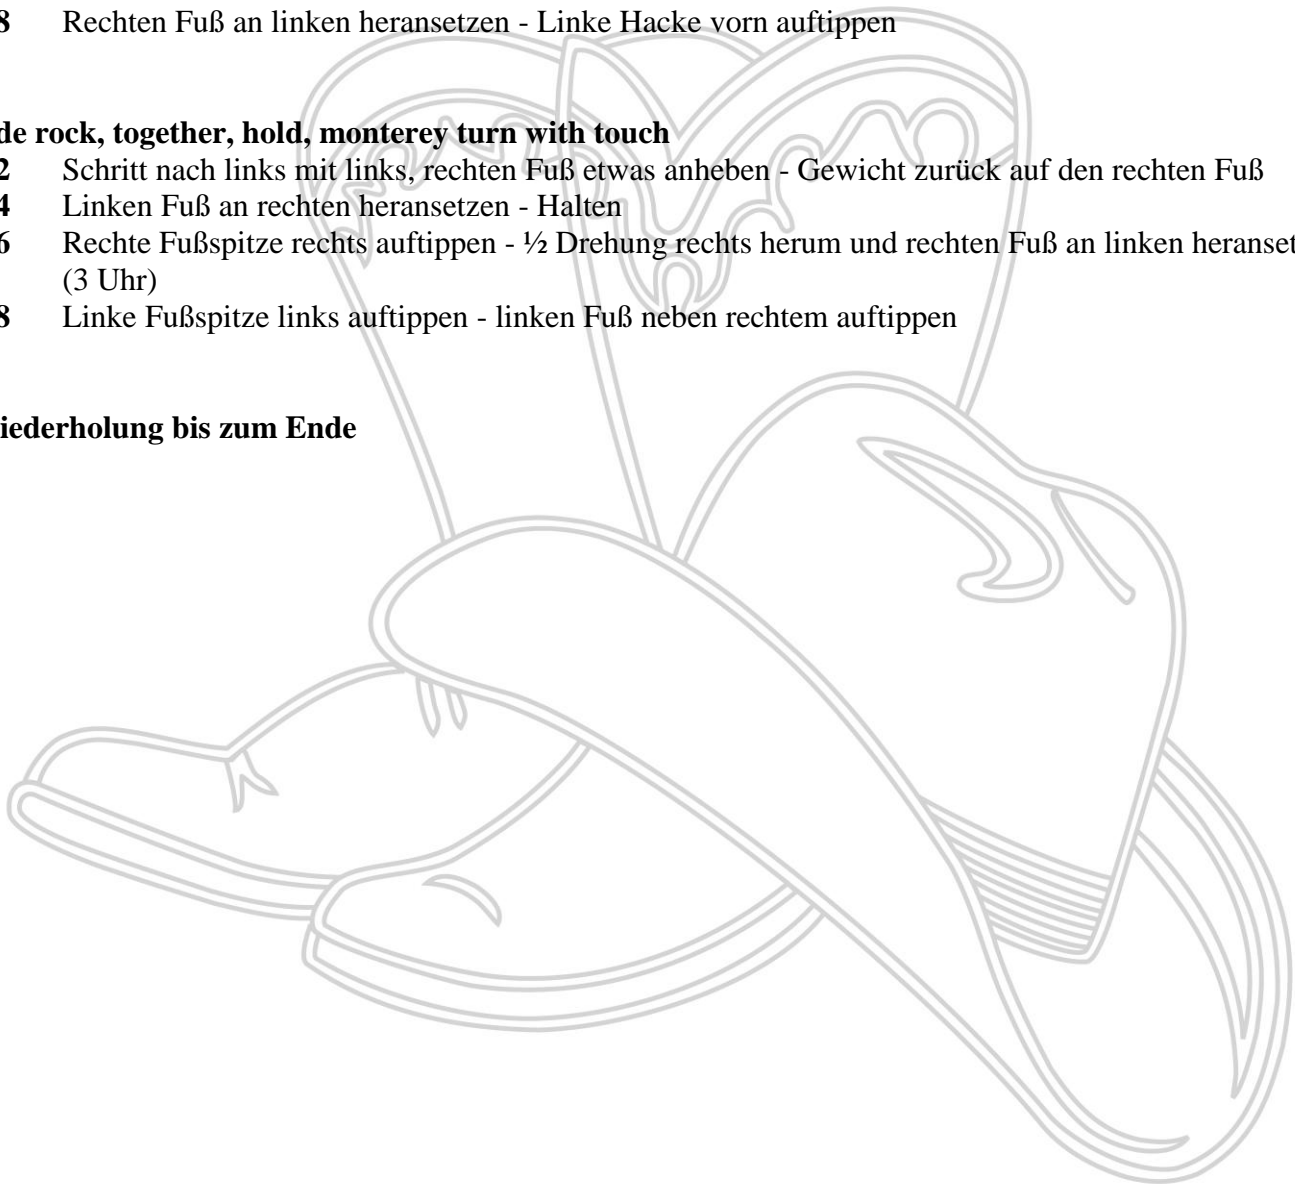 8 Rechten Fuß an linken heransetzen - Linke Hacke vorn auftippen
de rock, together, hold, monterey turn with touch
2 Schritt nach links mit links, rechten Fuß etwas anheben - Gewicht zurück auf den rechten Fuß
4 Linken Fuß an rechten heransetzen - Halten
6 Rechte Fußspitze rechts auftippen - ½ Drehung rechts herum und rechten Fuß an linken heranset
(3 Uhr)
8 Linke Fußspitze links auftippen - linken Fuß neben rechtem auftippen
iederholung bis zum Ende